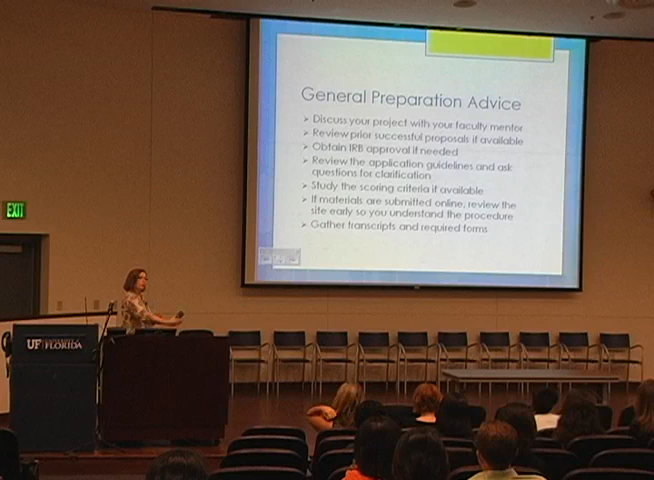 General Preparation Advice
➤ Discuss your project with your faculty mentor
➤ Review prior successful proposals if available
➤ Obtain IRB approval if needed
➤ Review the application guidelines and ask
questions for clarification
➤ Study the scoring criteria if available
➤ If materials are submitted online, review the
site early so you understand the procedure
➤ Gather transcripts and required forms
EXIT
UF FLORIDA